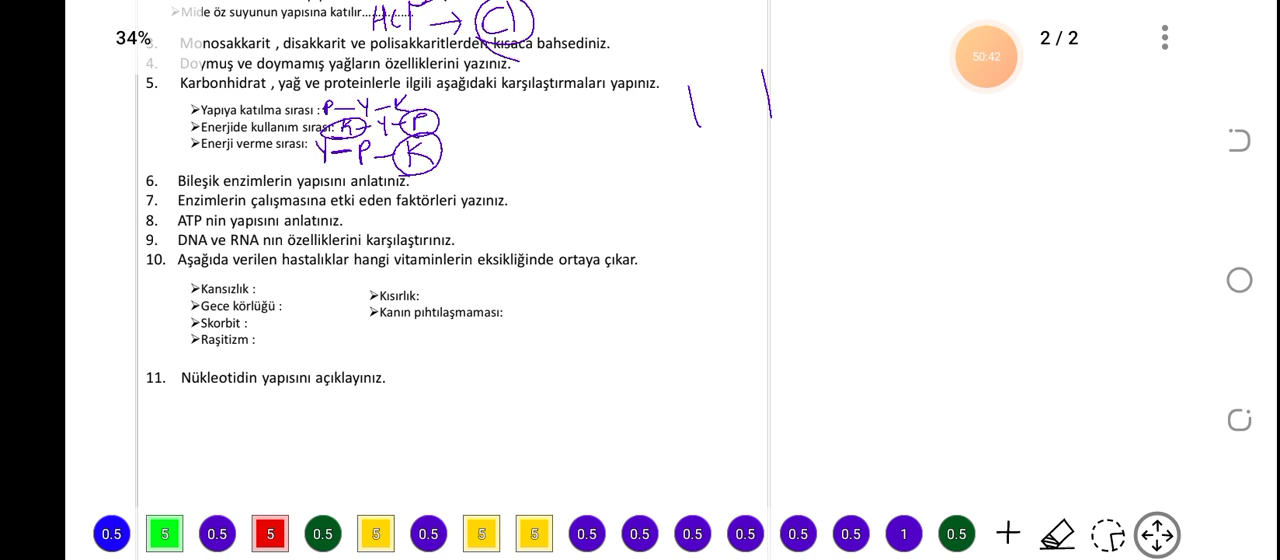 ➢Mide öz suyunun yapısına katılır............. HCl → Cl
34%
2 / 2
50:42
3. Monosakkarit , disakkarit ve polisakkaritlerden kısaca bahsediniz.
4. Doymuş ve doymamış yağların özelliklerini yazınız.
5. Karbonhidrat , yağ ve proteinlerle ilgili aşağıdaki karşılaştırmaları yapınız.
➢Yapıya katılma sırası : P – Y – K
➢Enerjide kullanım sırası: K – Y – P
➢Enerji verme sırası: Y – P – K
6. Bileşik enzimlerin yapısını anlatınız.
7. Enzimlerin çalışmasına etki eden faktörleri yazınız.
8. ATP nin yapısını anlatınız.
9. DNA ve RNA nın özelliklerini karşılaştırınız.
10. Aşağıda verilen hastalıklar hangi vitaminlerin eksikliğinde ortaya çıkar.
➢Kansızlık :
➢Gece körlüğü :
➢Skorbit :
➢Raşitizm :
➢Kısırlık:
➢Kanın pıhtılaşmaması:
11. Nükleotidin yapısını açıklayınız.
0.5 5 0.5 5 0.5 5 0.5 5 5 0.5 0.5 0.5 0.5 0.5 0.5 1 0.5